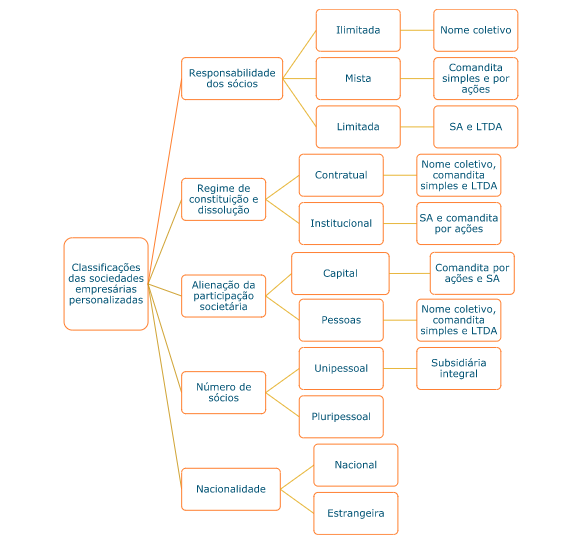 Classificações
das sociedades
empresárias
personalizadas
Responsabilidade
dos sócios
Ilimitada
Nome coletivo
Mista
Comandita
simples e por
ações
Limitada
SA e LTDA
Regime de
constituição e
dissolução
Contratual
Nome coletivo,
comandita
simples e LTDA
Institucional
SA e comandita
por ações
Alienação da
participação
societária
Capital
Comandita por
ações e SA
Pessoas
Nome coletivo,
comandita
simples e LTDA
Número de
sócios
Unipessoal
Subsidiária
integral
Pluripessoal
Nacionalidade
Nacional
Estrangeira